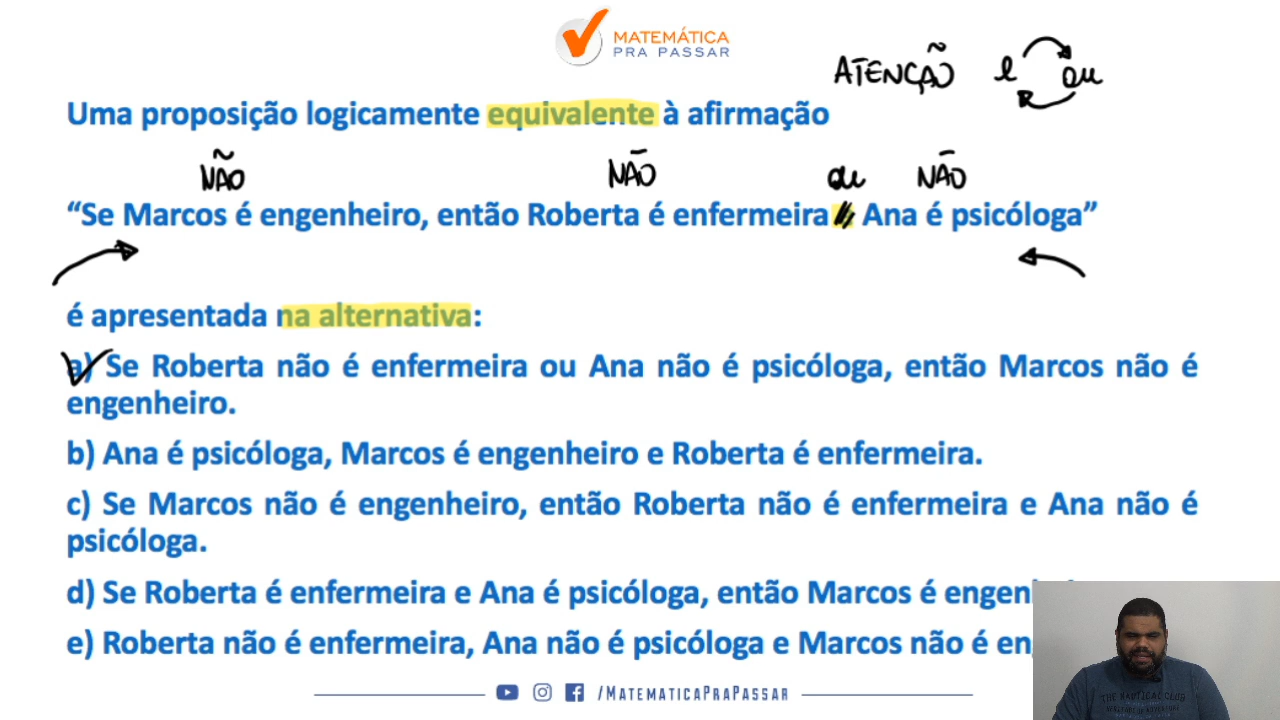 MATEMÁTICA
PRA PASSAR
ATENÇÃO e ou
Uma proposição logicamente equivalente à afirmação
NÃO NÃO ou NÃO
“Se Marcos é engenheiro, então Roberta é enfermeira Ana é psicóloga”
é apresentada na alternativa:
a) Se Roberta não é enfermeira ou Ana não é psicóloga, então Marcos não é
engenheiro.
b) Ana é psicóloga, Marcos é engenheiro e Roberta é enfermeira.
c) Se Marcos não é engenheiro, então Roberta não é enfermeira e Ana não é
psicóloga.
d) Se Roberta é enfermeira e Ana é psicóloga, então Marcos é engen
e) Roberta não é enfermeira, Ana não é psicóloga e Marcos não é en
THE NAUTICAL CLUB
/MATEMATICAPRAPASSAR